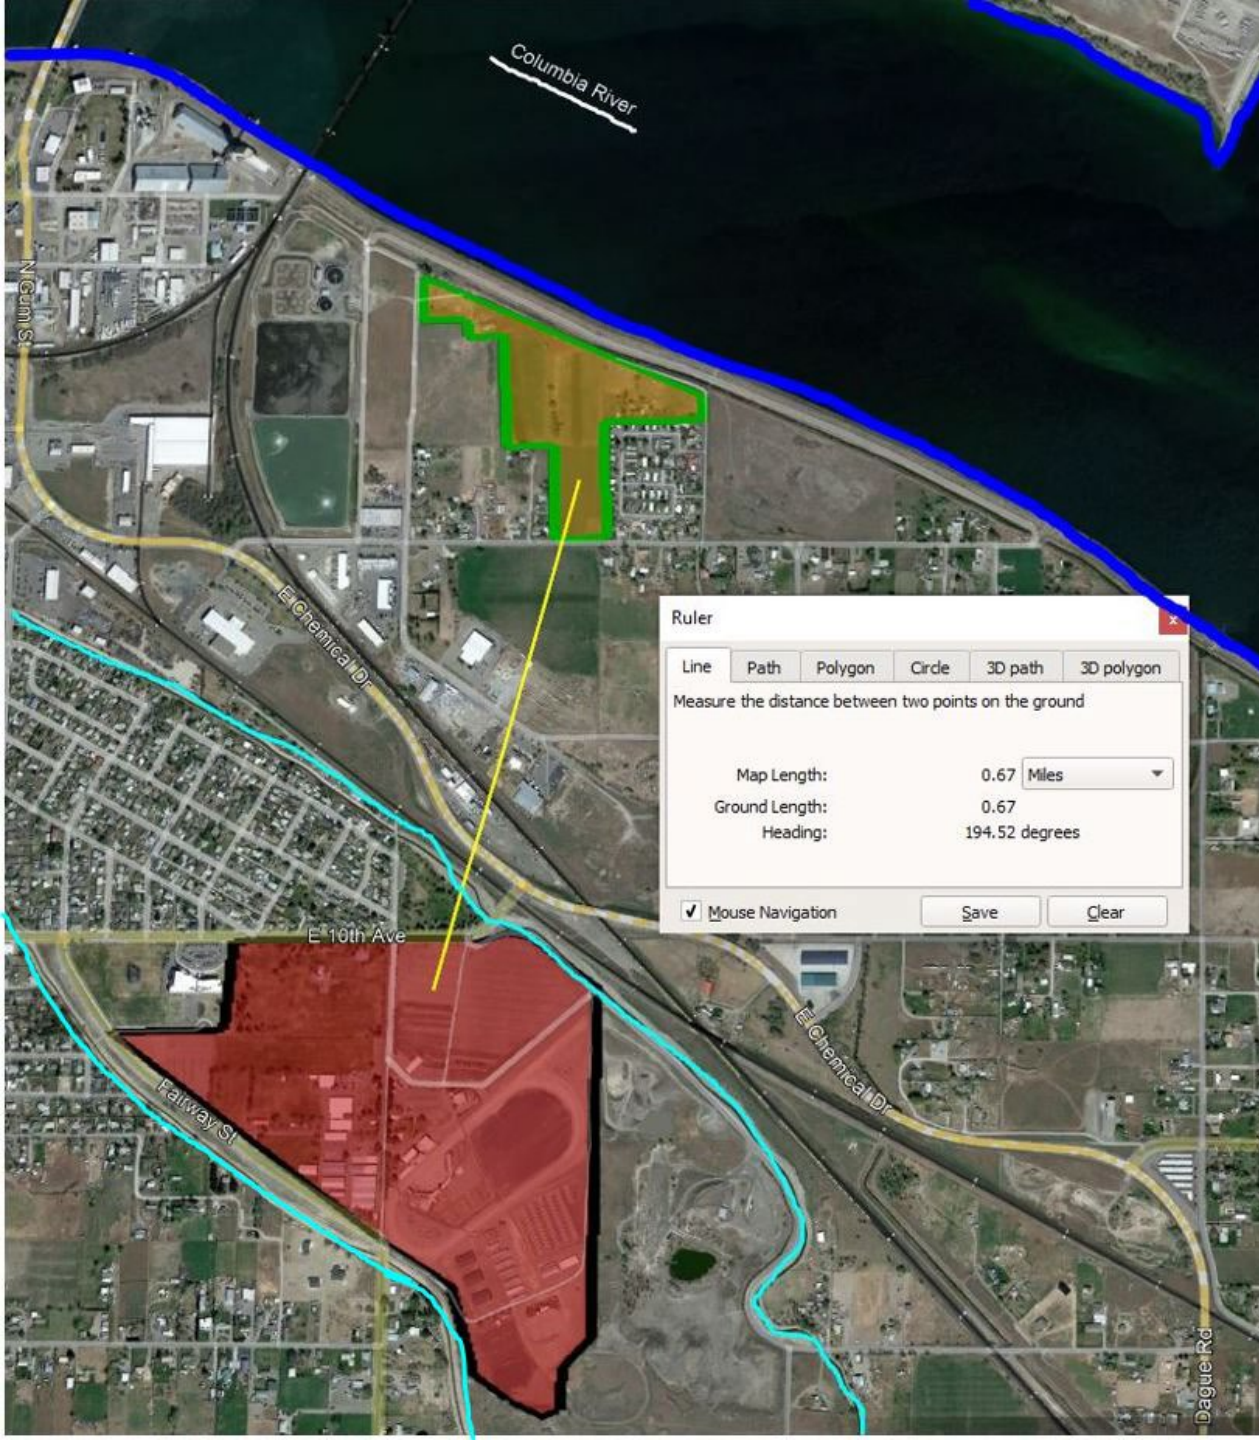 Columbia River
N Gum St
E Chemical Dr
Ruler
x
Line Path Polygon Circle 3D path 3D polygon
Measure the distance between two points on the ground
Map Length: 0.67 Miles
Ground Length: 0.67
Heading: 194.52 degrees
Mouse Navigation Save Clear
E 10th Ave
E Chemical Dr
Fairway St
Dague Rd